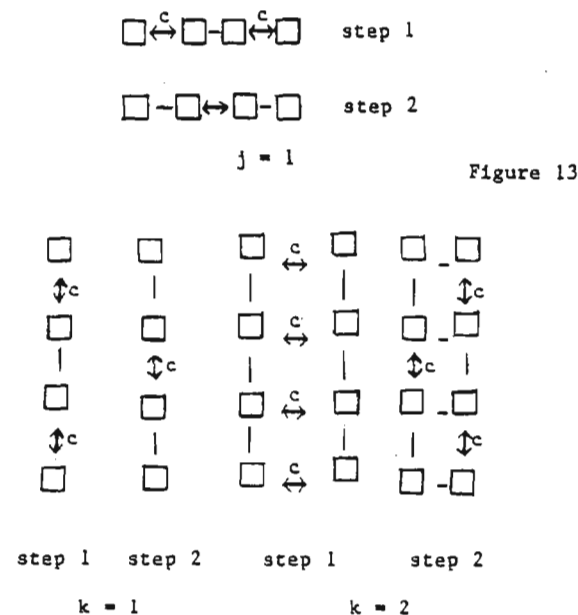 c c step 1
step 2
j = 1
Figure 13
c
c c c
c c c
c
c c
c
step 1 step 2 step 1 step 2
k = 1 k = 2